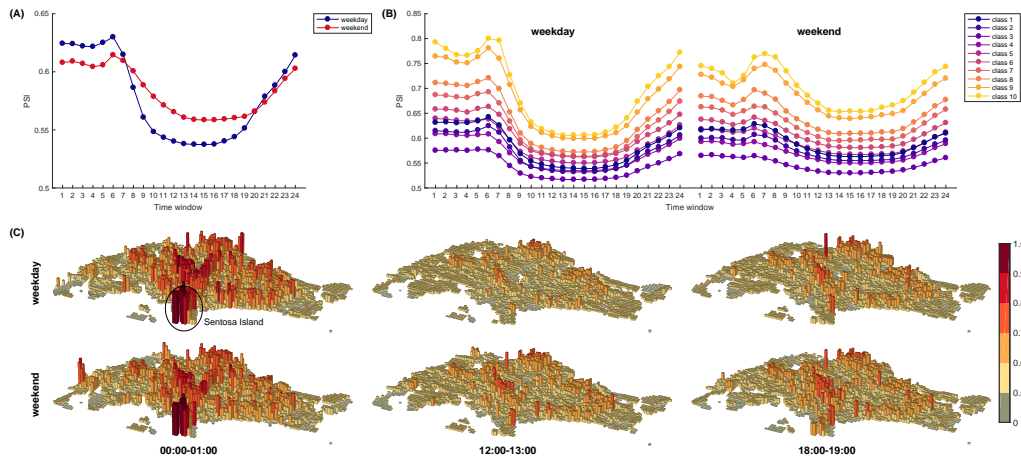 (A)
0.65
0.6
0.55
0.5
PSI
weekday
weekend
1 2 3 4 5 6 7 8 9 10 11 12 13 14 15 16 17 18 19 20 21 22 23 24
Time window
(B)
0.85
0.8
0.75
0.7
0.65
0.6
0.55
0.5
PSI
weekday
weekend
1 2 3 4 5 6 7 8 9 10 11 12 13 14 15 16 17 18 19 20 21 22 23 24
1 2 3 4 5 6 7 8 9 10 11 12 13 14 15 16 17 18 19 20 21 22 23 24
Time window
class 1
class 2
class 3
class 4
class 5
class 6
class 7
class 8
class 9
class 10
(C)
weekday
Sentosa Island
weekend
00:00-01:00
12:00-13:00
18:00-19:00
0